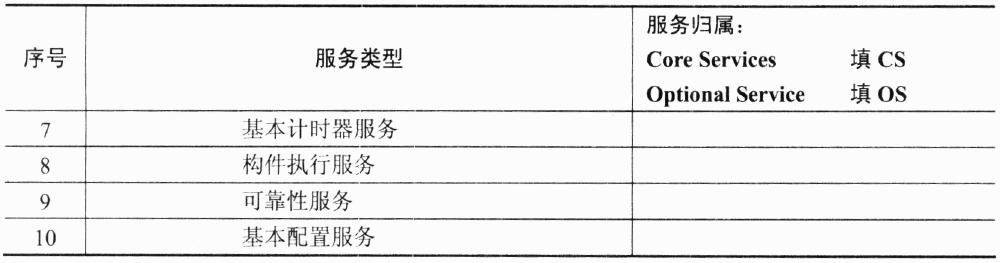 序号
服务类型
服务归属：
Core Services 填 CS
Optional Service 填 OS
7 基本计时器服务
8 构件执行服务
9 可靠性服务
10 基本配置服务